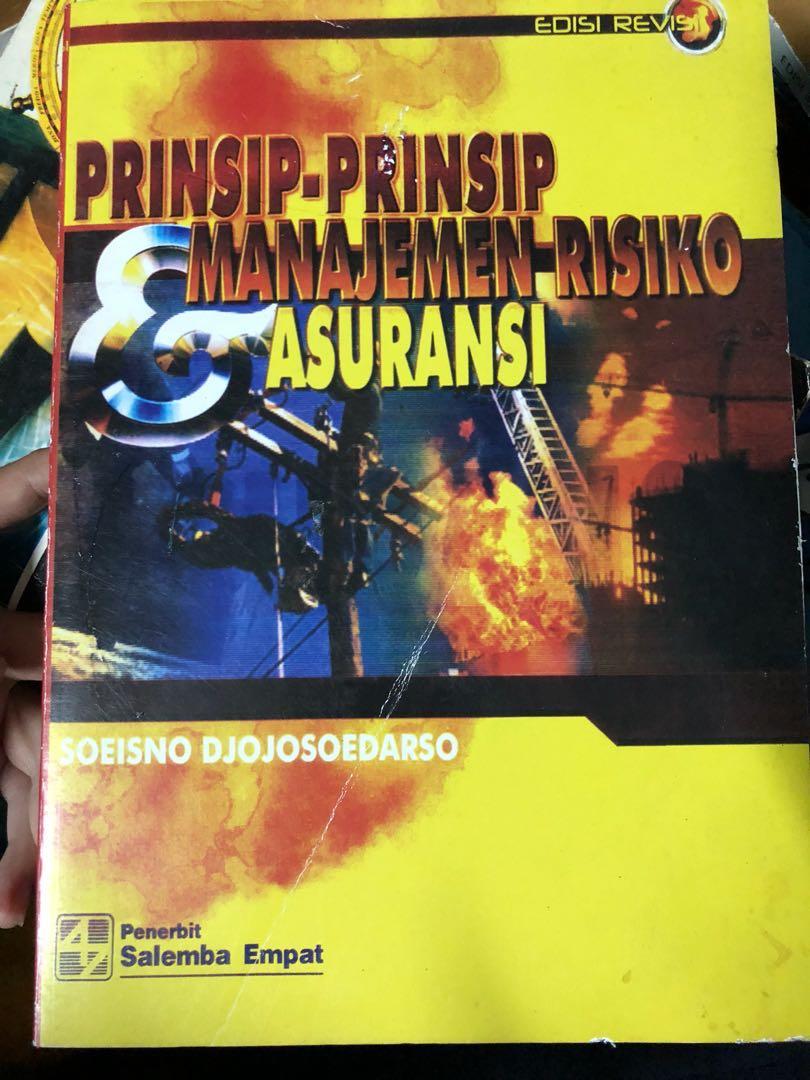 EDISI REVISI
PRINSIP-PRINSIP
MANAJEMEN RISIKO
& ASURANSI
SOEISNO DJOJOSOEDARSO
Penerbit
Salemba Empat